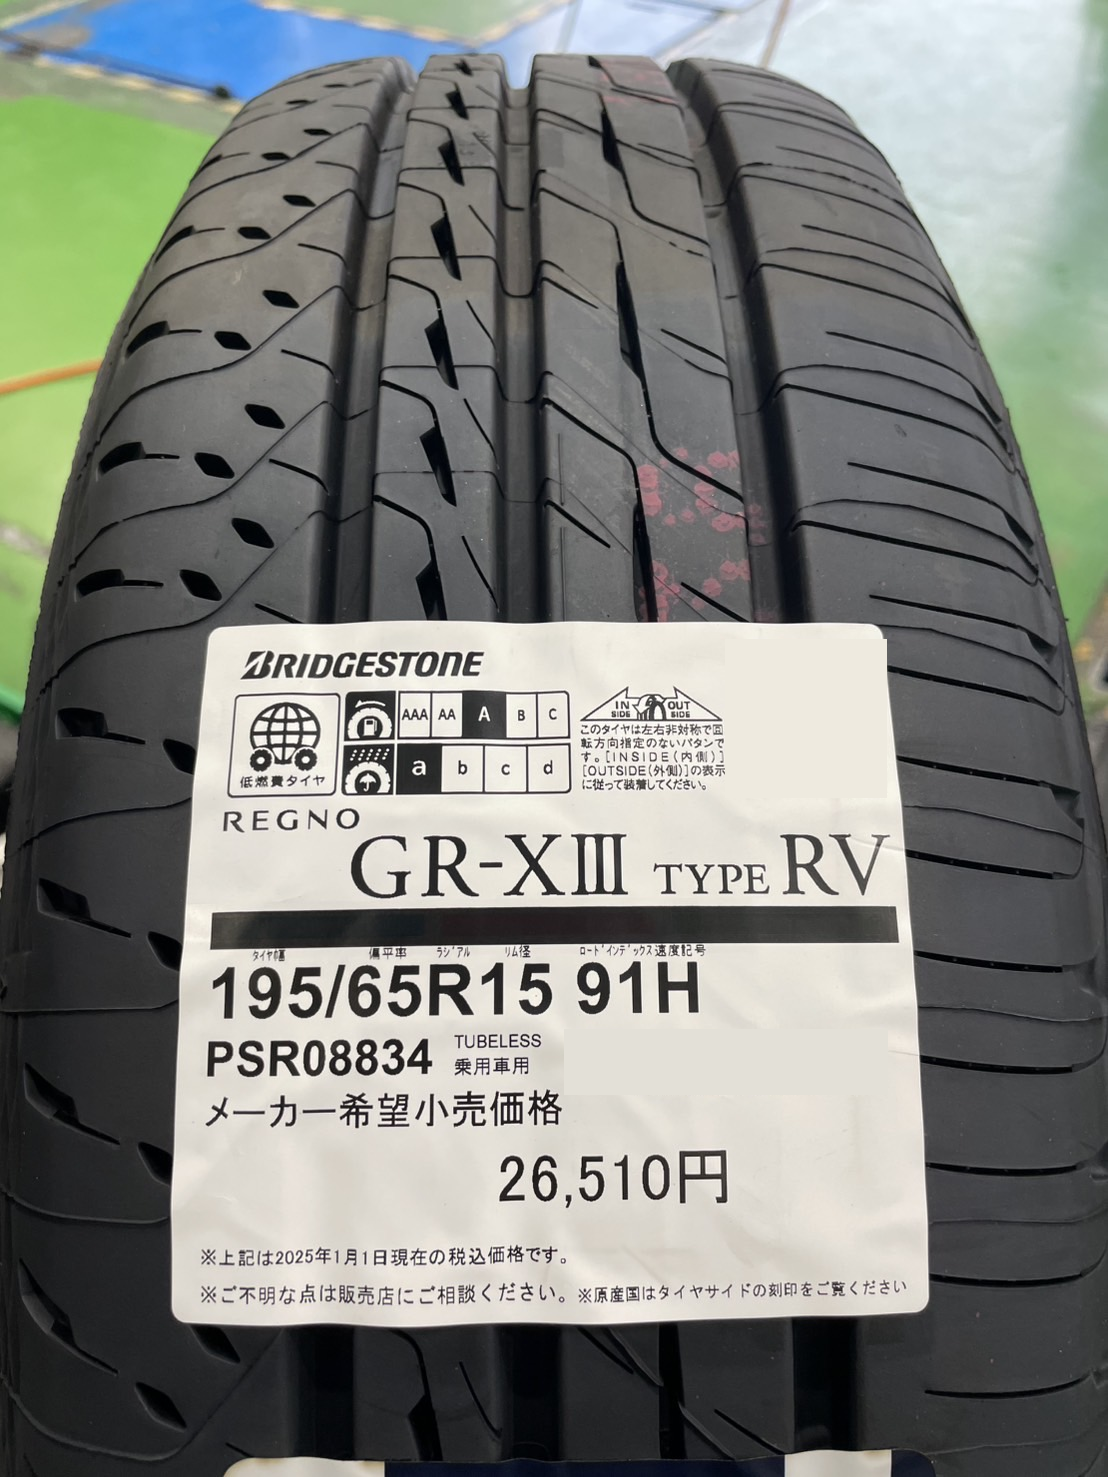 BRIDGESTONE
AAA AA A B C
a b c d
低燃費タイヤ
IN SIDE OUT SIDE
このタイヤは左右非対称で回
転方向指定のないパタンで
す。[INSIDE(内側)]
[OUTSIDE(外側)]の表示
に従って装着してください。
REGNO
GR-XIII TYPE RV
タイヤ幅 偏平率 ラジアル リム径 ロードインデックス 速度記号
195/65R15 91H
PSR08834 TUBELESS
乗用車用
メーカー希望小売価格
26,510円
※上記は2025年1月1日現在の税込価格です。
※ご不明な点は販売店にご相談ください。※原産国はタイヤサイドの刻印をご覧ください